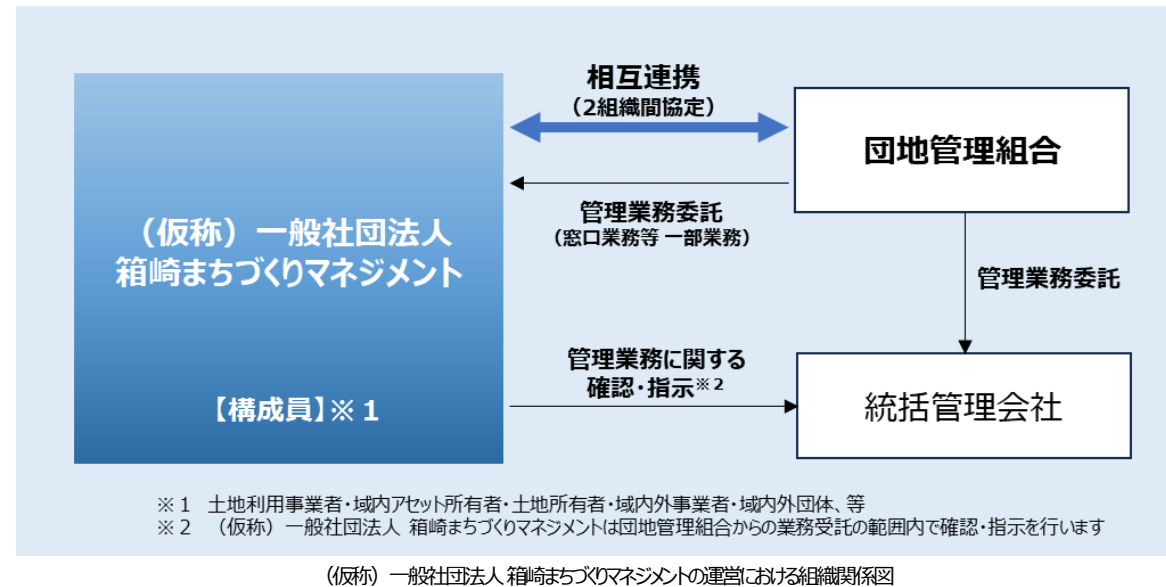 相互連携
（2組織間協定）
団地管理組合
管理業務委託
（窓口業務等 一部業務）
（仮称）一般社団法人
箱崎まちづくりマネジメント
管理業務委託
管理業務に関する
確認・指示※２
【構成員】※１
統括管理会社
※１　土地利用事業者・域内アセット所有者・土地所有者・域内外事業者・域内外団体、等
※２　（仮称）一般社団法人 箱崎まちづくりマネジメントは団地管理組合からの業務受託の範囲内で確認・指示を行います
（仮称）一般社団法人 箱崎まちづくりマネジメントの運営における組織関係図